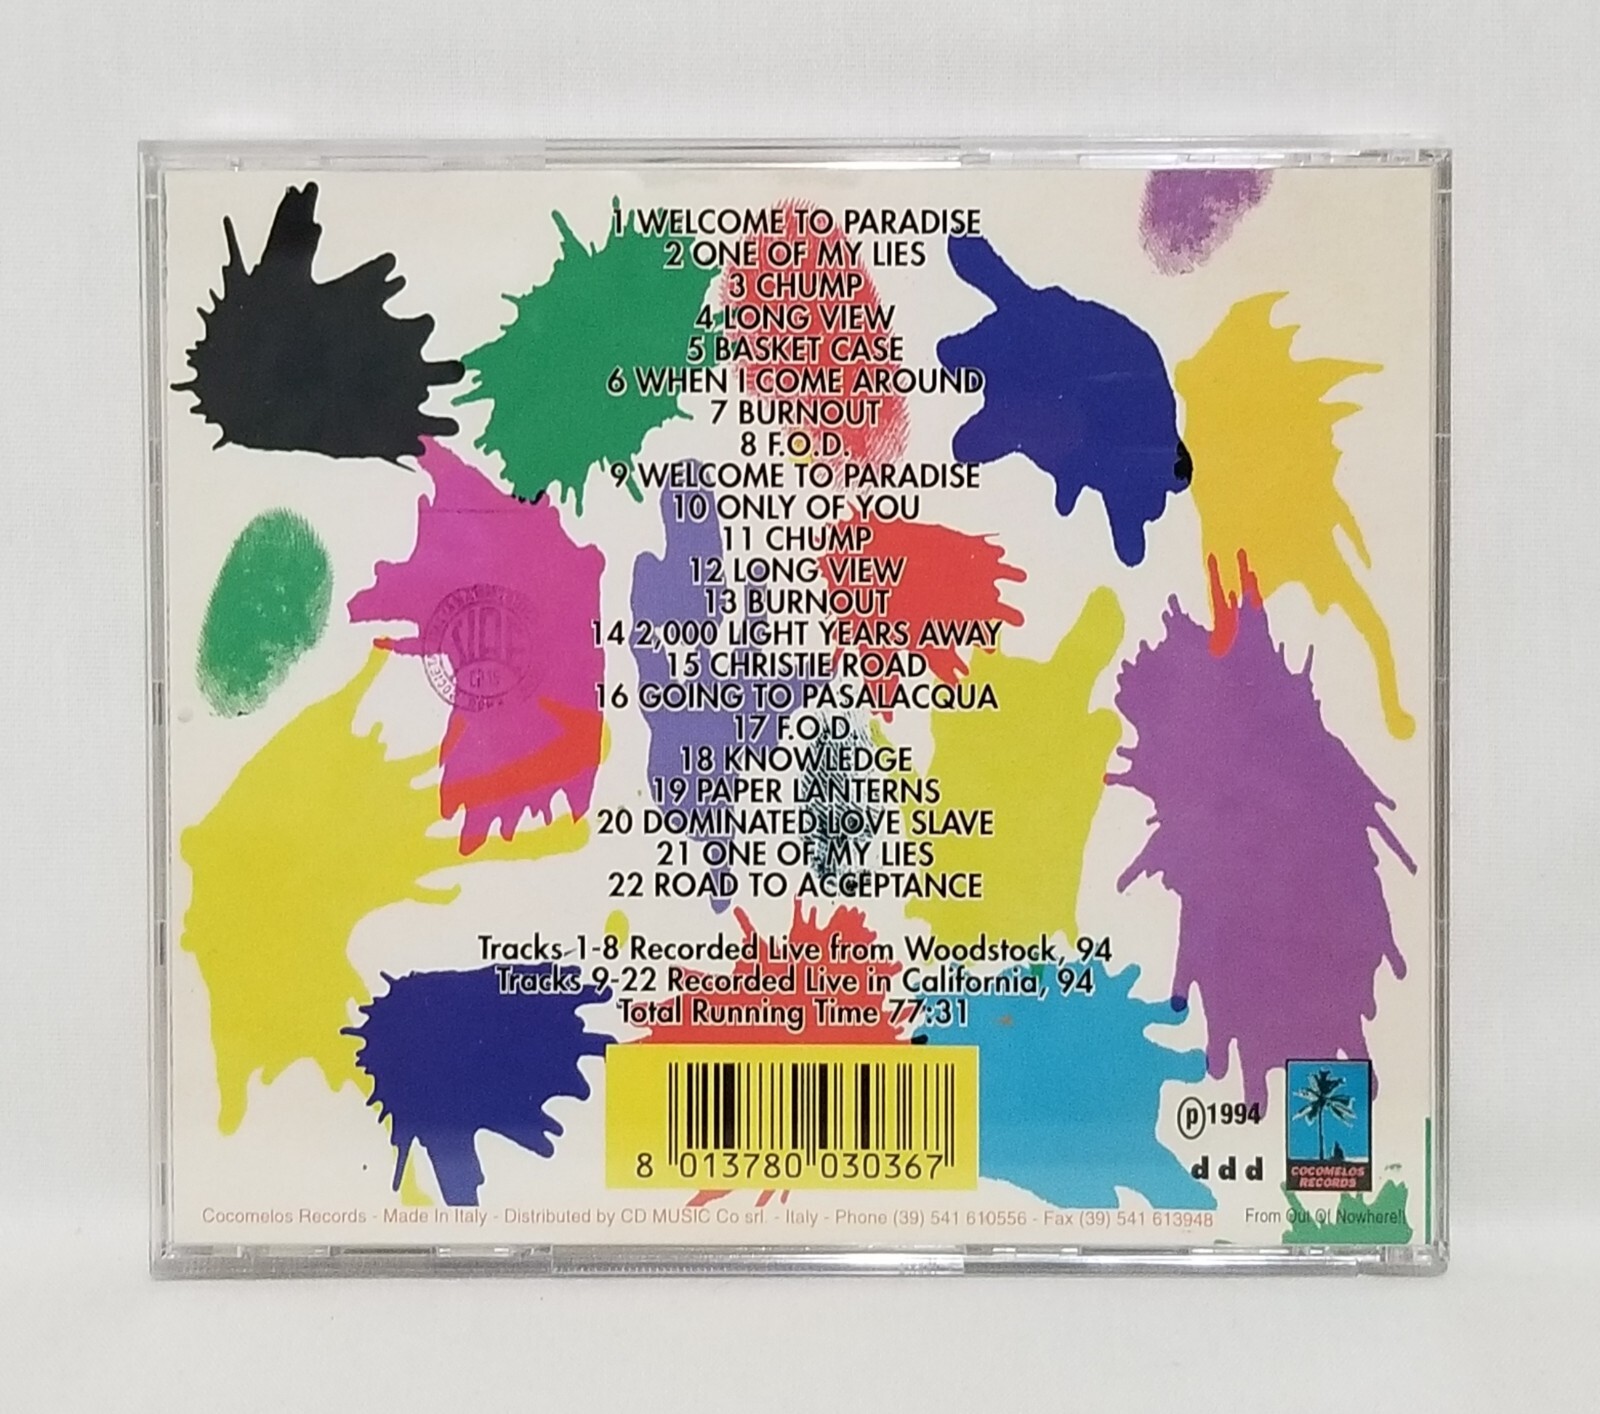 1 WELCOME TO PARADISE
2 ONE OF MY LIES
3 CHUMP
4 LONG VIEW
5 BASKET CASE
6 WHEN I COME AROUND
7 BURNOUT
8 F.O.D.
9 WELCOME TO PARADISE
10 ONLY OF YOU
11 CHUMP
12 LONG VIEW
13 BURNOUT
14 2,000 LIGHT YEARS AWAY
15 CHRISTIE ROAD
16 GOING TO PASALACQUA
17 F.O.D.
18 KNOWLEDGE
19 PAPER LANTERNS
20 DOMINATED LOVE SLAVE
21 ONE OF MY LIES
22 ROAD TO ACCEPTANCE
Tracks 1-8 Recorded Live from Woodstock, 94
Tracks 9-22 Recorded Live in California, 94
Total Running Time 77:31
8 013780 030367
℗1994
d d d
COCOMELOS
RECORDS
Cocomelos Records - Made In Italy - Distributed by CD MUSIC Co srl. - Italy - Phone (39) 541 610556 - Fax (39) 541 613948
From Out Of Nowhere!!